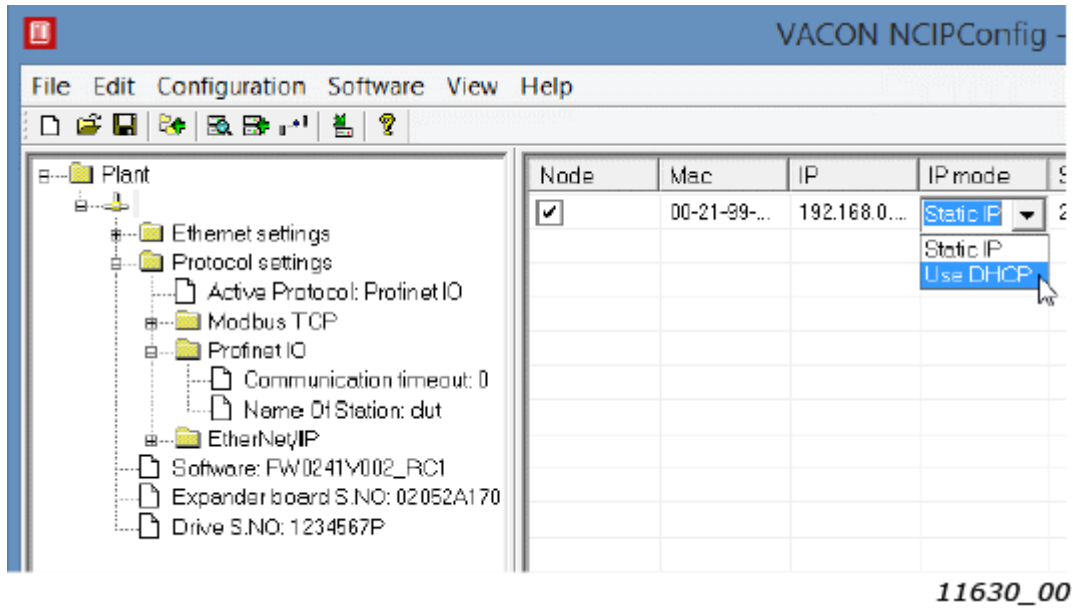 VACON NCIPConfig -
File Edit Configuration Software View Help
Plant
Ethernet settings
Protocol settings
Active Protocol: Profinet IO
Modbus TCP
Profinet IO
Communication timeout: 0
Name Of Station: dut
EtherNet/IP
Software: FW0241V002_RC1
Expander board S.NO: 02052A170
Drive S.NO: 1234567P
Node Mac IP IP mode S
00-21-99-... 192.168.0.... Static IP 2
Static IP
Use DHCP
11630_00